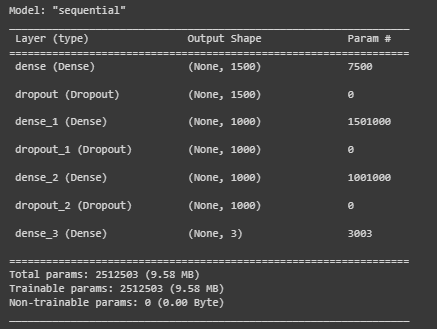 Model: "sequential"
Layer (type) Output Shape Param #
dense (Dense) (None, 1500) 7500
dropout (Dropout) (None, 1500) 0
dense_1 (Dense) (None, 1000) 1501000
dropout_1 (Dropout) (None, 1000) 0
dense_2 (Dense) (None, 1000) 1001000
dropout_2 (Dropout) (None, 1000) 0
dense_3 (Dense) (None, 3) 3003
Total params: 2512503 (9.58 MB)
Trainable params: 2512503 (9.58 MB)
Non-trainable params: 0 (0.00 Byte)